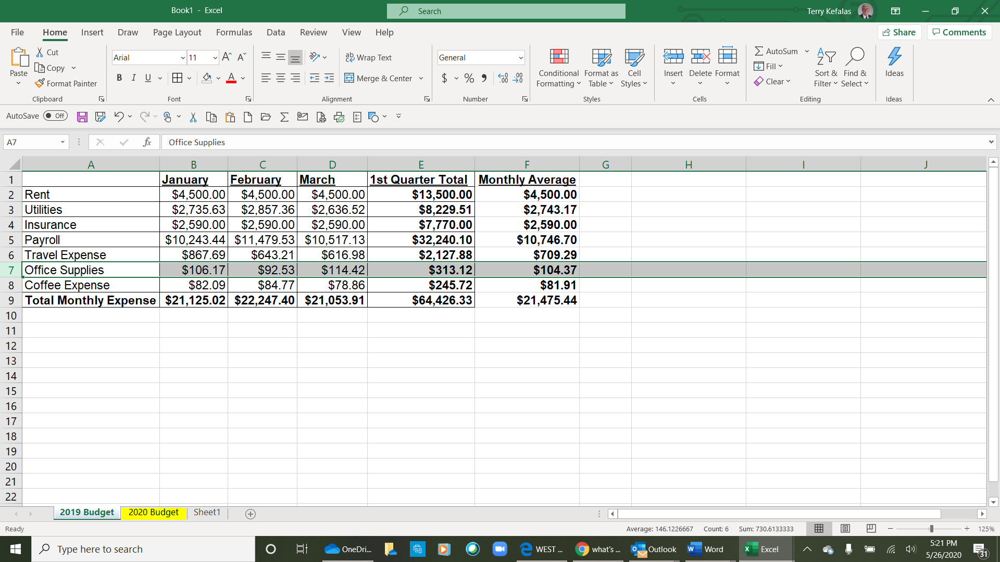 Book1 - Excel
Search
Terry Kefalas
File Home Insert Draw Page Layout Formulas Data Review View Help
Share Comments
Paste
Cut
Copy
Format Painter
Clipboard
Arial 11
B I U A
Font
Wrap Text
Merge & Center
Alignment
General
$ % 9
Number
Conditional Formatting
Format as Table
Cell Styles
Styles
Insert Delete Format
Cells
AutoSum
Fill
Clear
Sort & Filter
Find & Select
Editing
Ideas
Ideas
AutoSave Off
A7 fx Office Supplies
A B C D E F G H I J
1 January February March 1st Quarter Total Monthly Average
2 Rent $4,500.00 $4,500.00 $4,500.00 $13,500.00 $4,500.00
3 Utilities $2,735.63 $2,857.36 $2,636.52 $8,229.51 $2,743.17
4 Insurance $2,590.00 $2,590.00 $2,590.00 $7,770.00 $2,590.00
5 Payroll $10,243.44 $11,479.53 $10,517.13 $32,240.10 $10,746.70
6 Travel Expense $867.69 $643.21 $616.98 $2,127.88 $709.29
7 Office Supplies $106.17 $92.53 $114.42 $313.12 $104.37
8 Coffee Expense $82.09 $84.77 $78.86 $245.72 $81.91
9 Total Monthly Expense $21,125.02 $22,247.40 $21,053.91 $64,426.33 $21,475.44
10
11
12
13
14
15
16
17
18
19
20
21
22
2019 Budget 2020 Budget Sheet1
Ready Average: 146.1226667 Count: 6 Sum: 730.6133333 125%
Type here to search
OneDri... WEST ... what's ... Outlook Word Excel
5:21 PM
5/26/2020
31